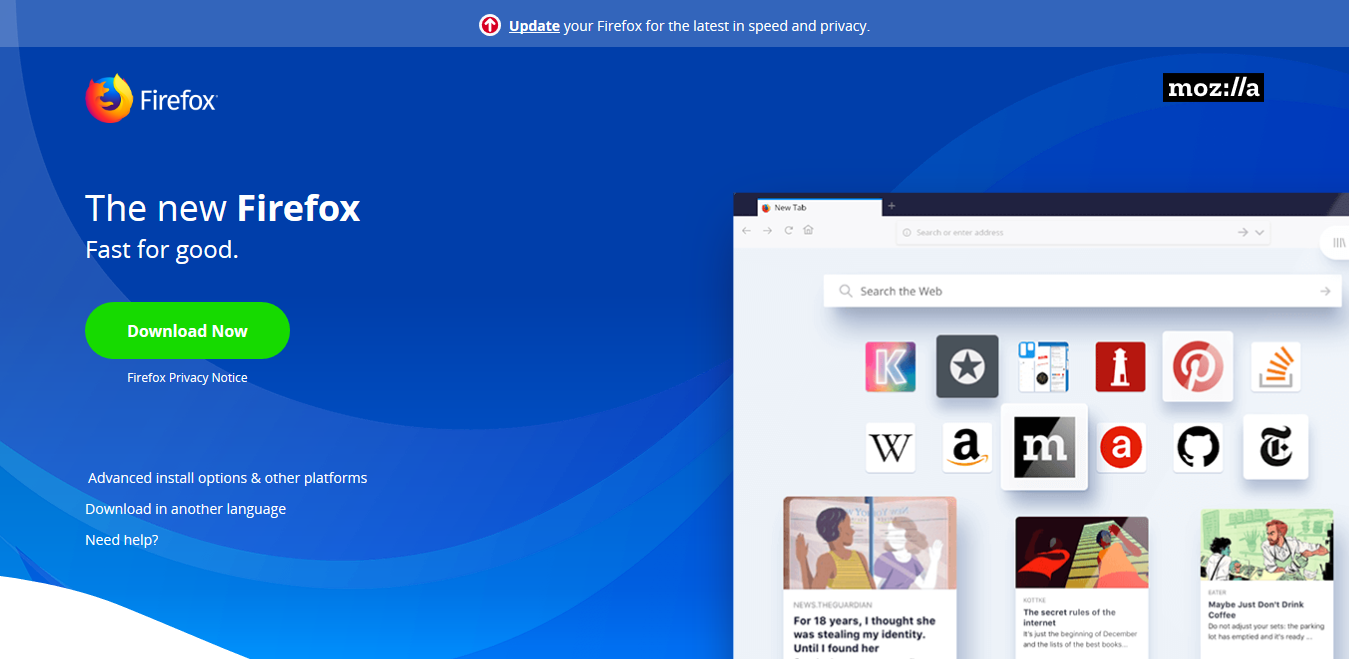 Update your Firefox for the latest in speed and privacy.
Firefox
moz://a
The new Firefox
Fast for good.
Download Now
Firefox Privacy Notice
Advanced install options & other platforms
Download in another language
Need help?
New Tab
Search or enter address
Search the Web
K
W
a
m
a
T
NEWS.THEGUARDIAN
For 18 years, I thought she
was stealing my identity.
Until I found her
KOTTKE
The secret rules of the
internet
It's just the beginning of December
and the lists of the best books...
EATER
Maybe Just Don't Drink
Coffee
Do not adjust your sets: the parking
lot has emptied and it's ready ...